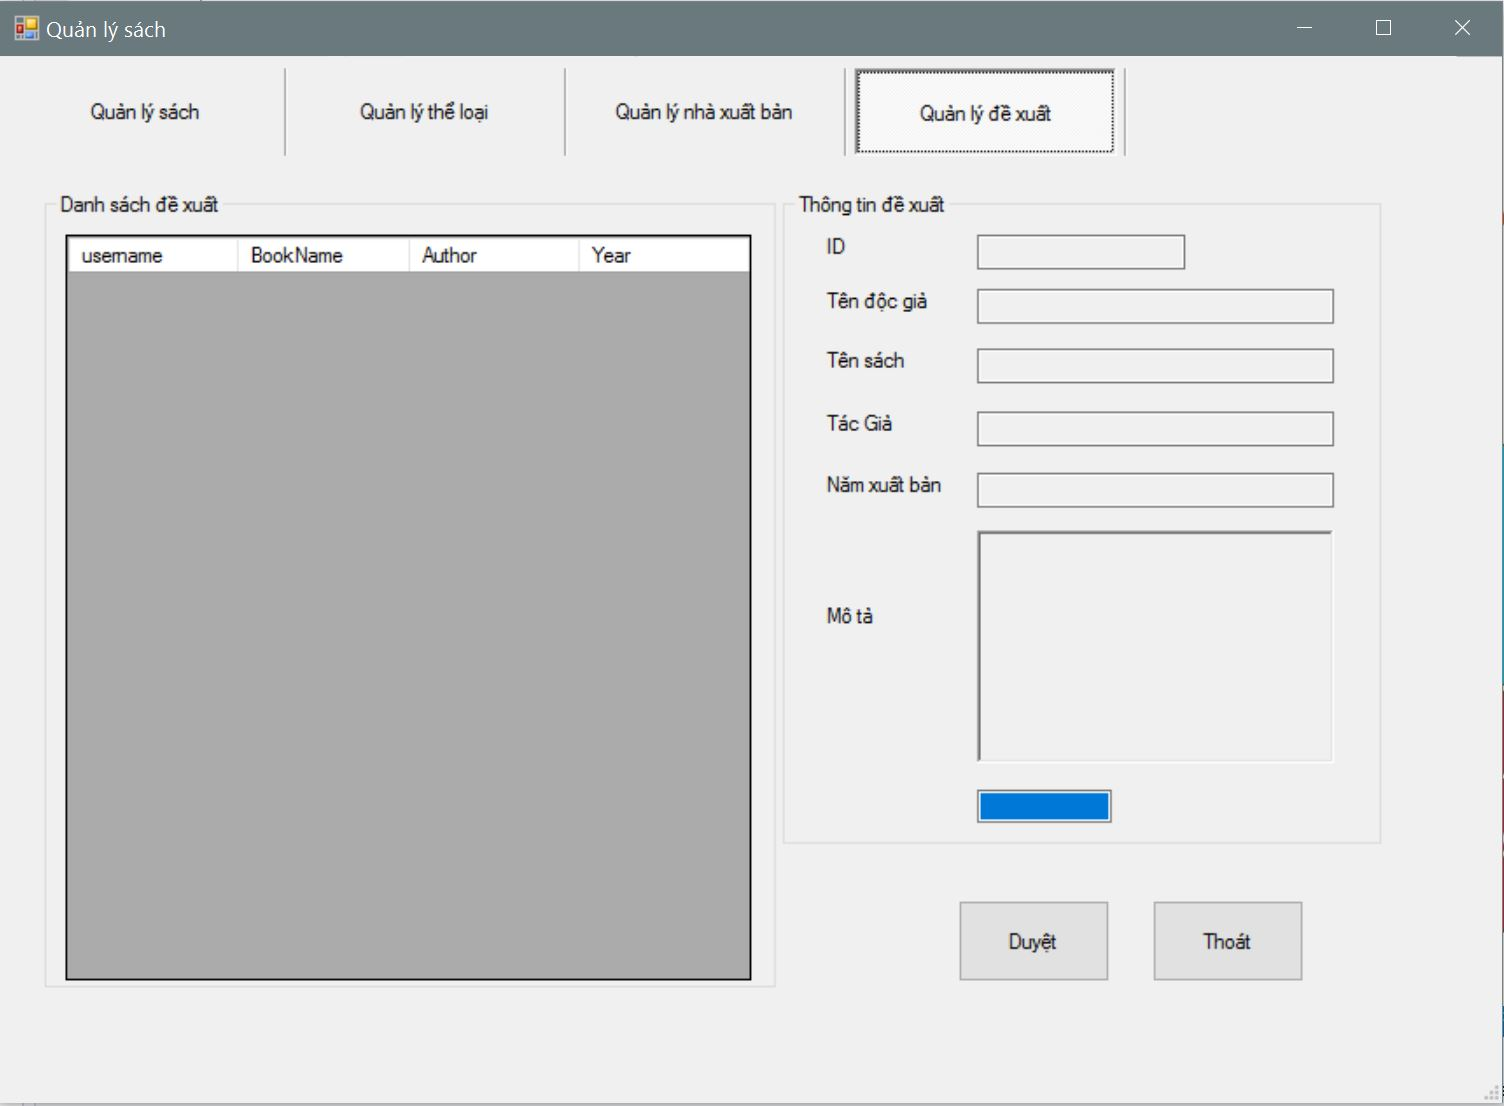 Quản lý sách
Quản lý sách
Quản lý thể loại
Quản lý nhà xuất bản
Quản lý đề xuất
Danh sách đề xuất
username BookName Author Year
Thông tin đề xuất
ID
Tên độc giả
Tên sách
Tác Giả
Năm xuất bản
Mô tả
Duyệt
Thoát